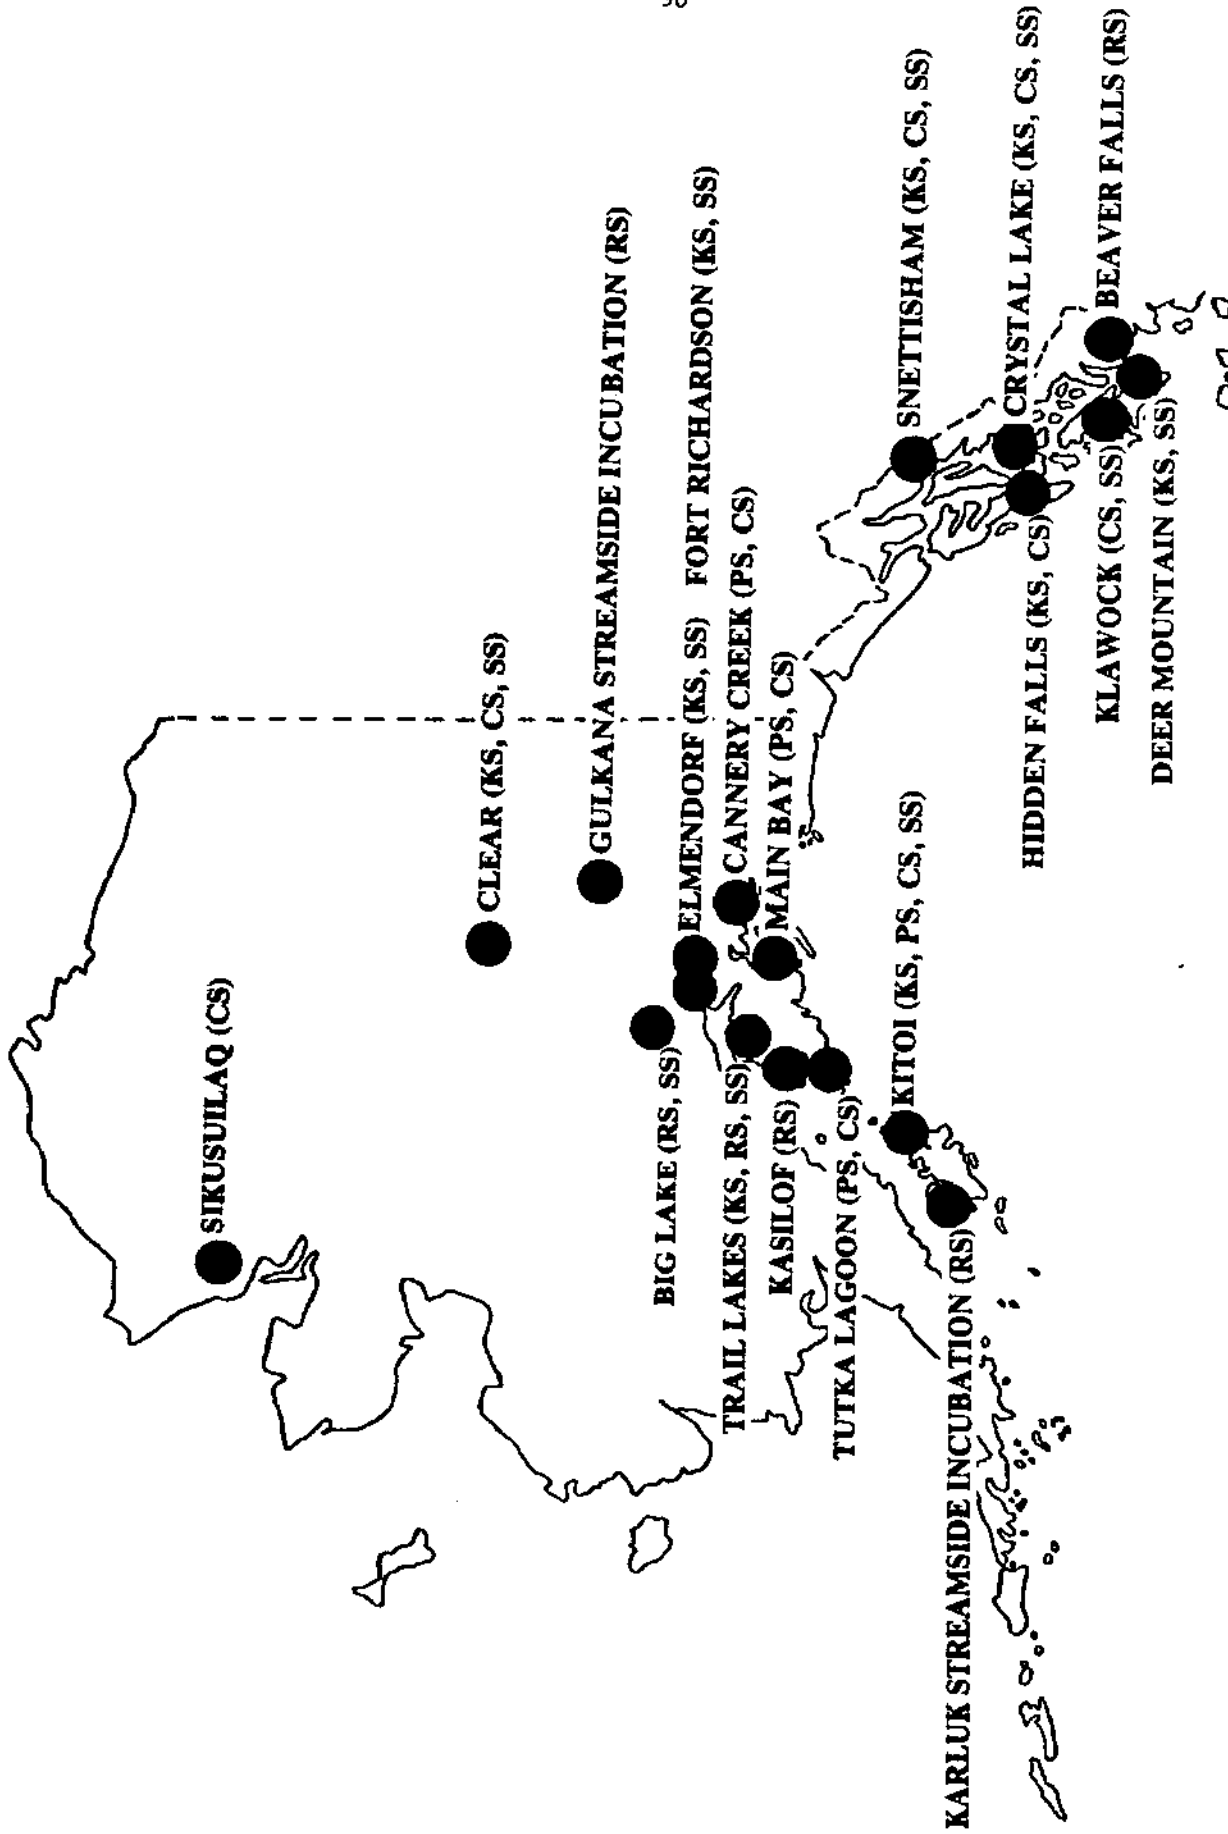 SIKUSUILAQ (CS)
CLEAR (KS, CS, SS)
GULKANA STREAMSIDE INCUBATION (RS)
BIG LAKE (RS, SS)
ELMENDORF (KS, SS)
FORT RICHARDSON (KS, SS)
TRAIL LAKES (KS, RS, SS)
CANNERY CREEK (PS, CS)
KASILOF (RS)
MAIN BAY (PS, CS)
TUTKA LAGOON (PS, CS)
KITOI (KS, PS, CS, SS)
SNETTISHAM (KS, CS, SS)
KARLUK STREAMSIDE INCUBATION (RS)
CRYSTAL LAKE (KS, CS, SS)
HIDDEN FALLS (KS, CS)
BEAVER FALLS (RS)
KLAWOCK (CS, SS)
DEER MOUNTAIN (KS, SS)